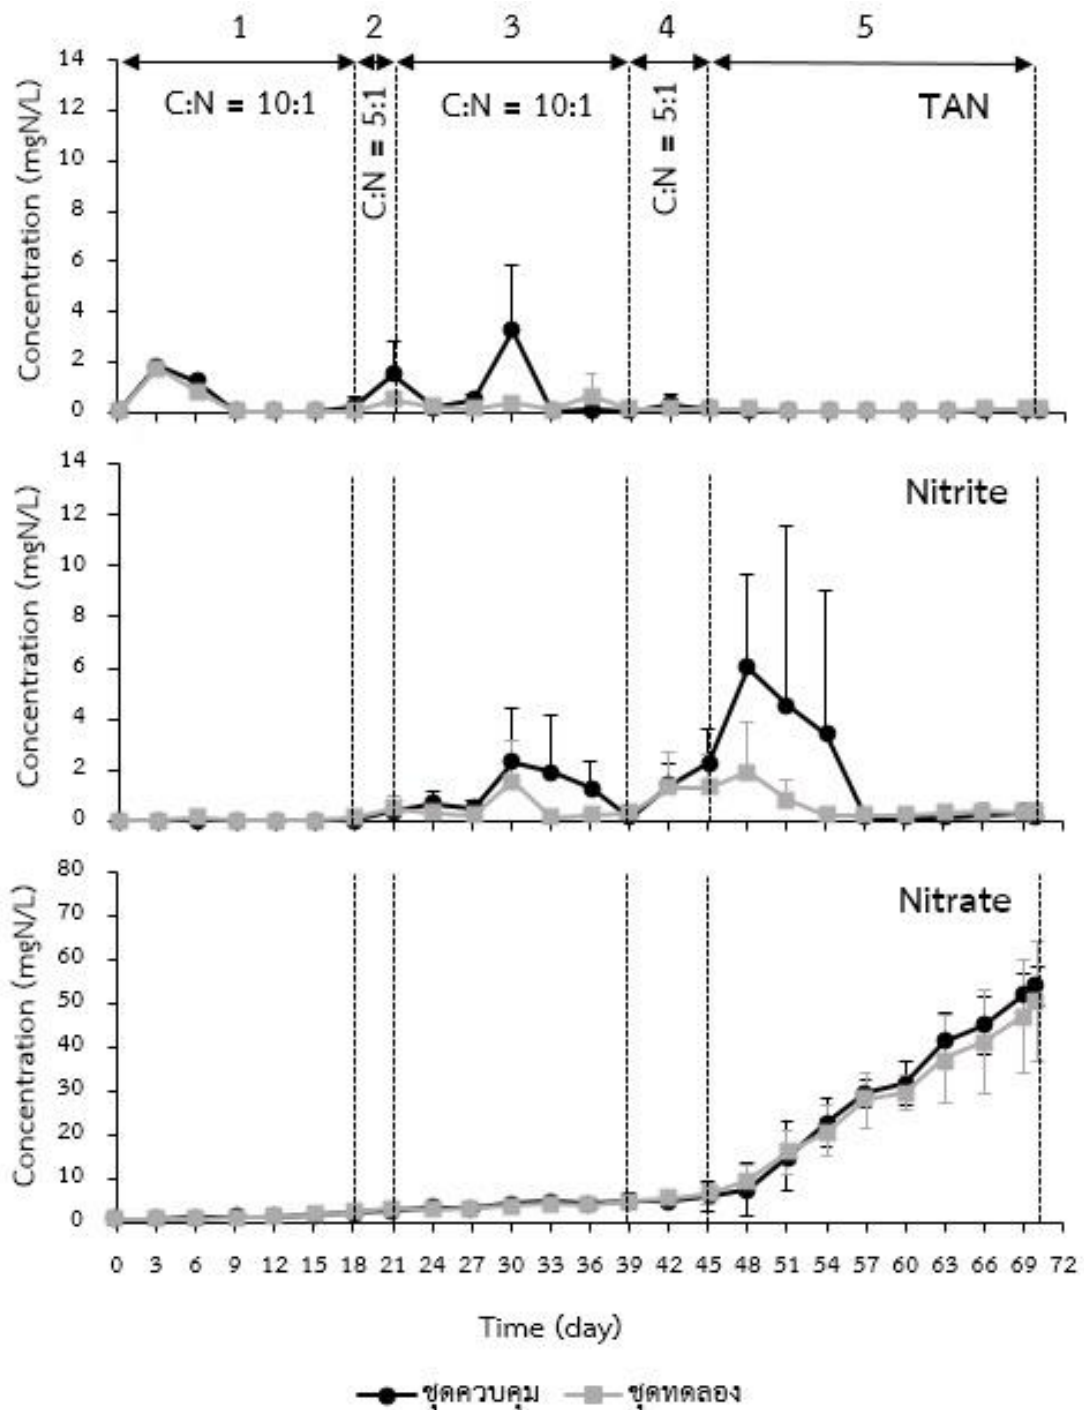 1 2 3 4 5
14
12
10
8
6
4
2
0
Concentration (mgN/L)
C:N = 10:1
C:N = 5:1
C:N = 10:1
C:N = 5:1
TAN
14
12
10
8
6
4
2
0
Concentration (mgN/L)
Nitrite
80
70
60
50
40
30
20
10
0
Concentration (mgN/L)
Nitrate
0 3 6 9 12 15 18 21 24 27 30 33 36 39 42 45 48 51 54 57 60 63 66 69 72
Time (day)
ชุดควบคุม ชุดทดลอง